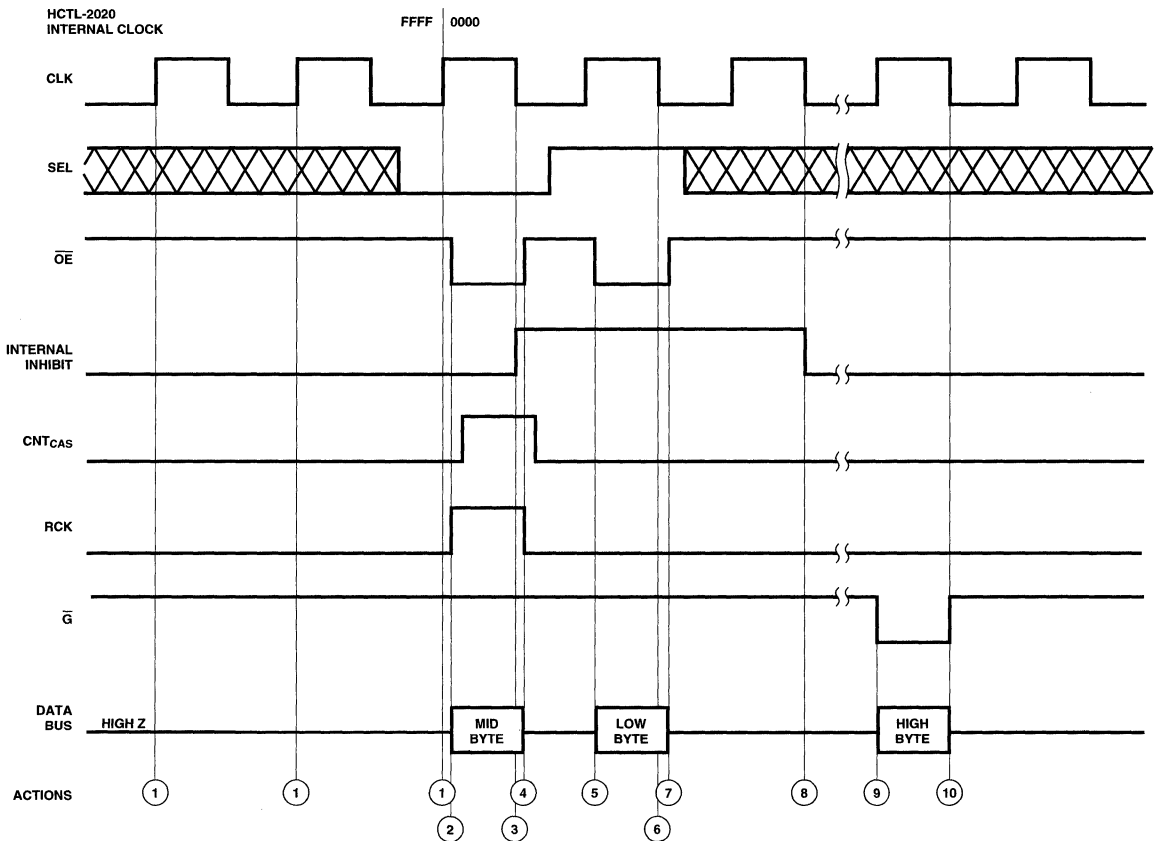 HCTL-2020
INTERNAL CLOCK
FFFF 0000
CLK
SEL
OE
INTERNAL
INHIBIT
CNTCAS
RCK
G
DATA
BUS
HIGH Z
MID
BYTE
LOW
BYTE
HIGH
BYTE
ACTIONS
1 1 1 4 5 7 8 9 10
2 3 6